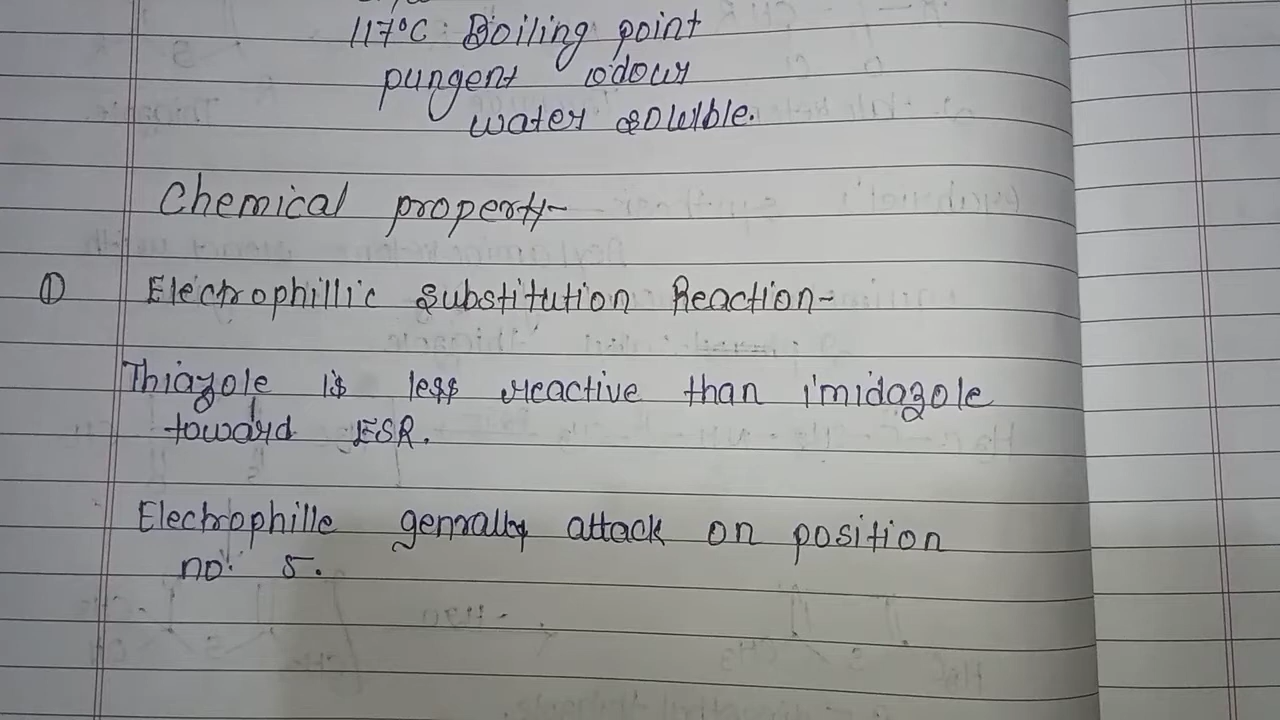 117°C : Boiling point
pungent odour
water soluble.
Chemical property-
① Electrophillic Substitution Reaction-
Thiazole is less reactive than imidazole
toward ESR.
Electrophille genrally attack on position
no. 5.